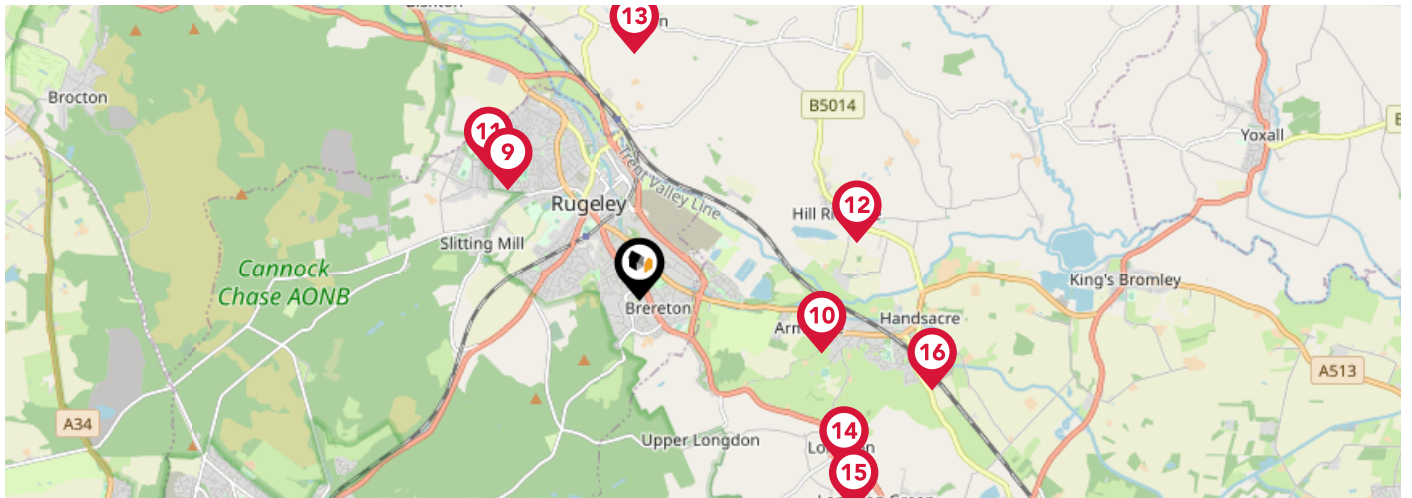 13
Brocton
B5014
11
9
Yoxall
Trent Valley Line
Rugeley
12
Hill
Slitting Mill
Cannock
Chase AONB
King's Bromley
Brereton
10
Handsacre
16
A513
A34
14
Upper Longdon
15